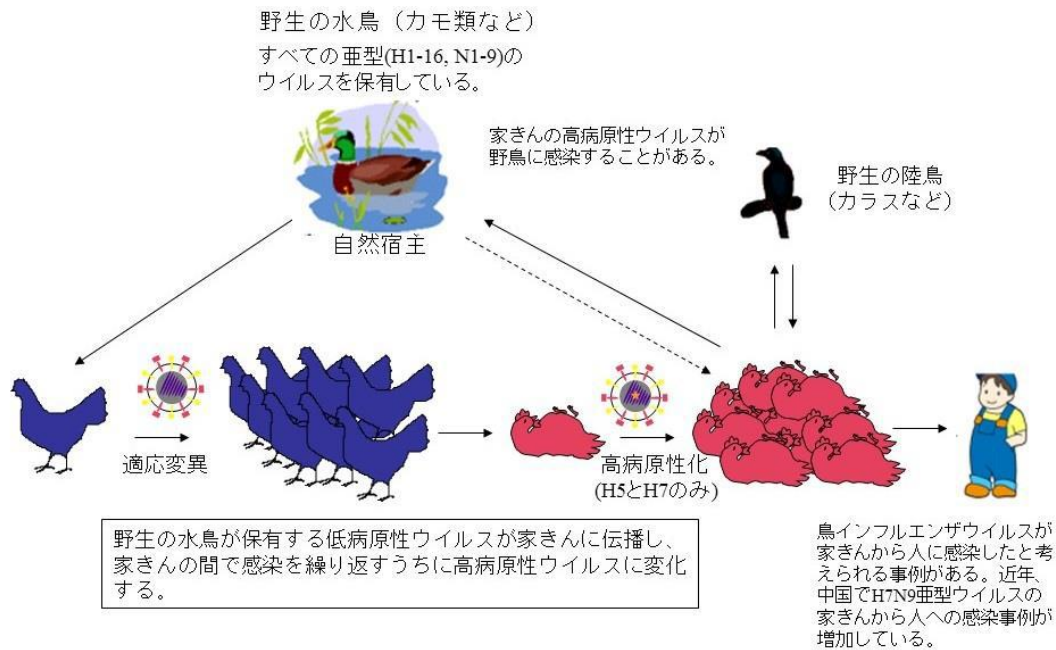 野生の水鳥（カモ類など）
すべての亜型(H1-16, N1-9)の
ウイルスを保有している。
家きんの高病原性ウイルスが
野鳥に感染することがある。
野生の陸鳥
（カラスなど）
自然宿主
適応変異
高病原性化
(H5とH7のみ)
野生の水鳥が保有する低病原性ウイルスが家きんに伝播し、
家きんの間で感染を繰り返すうちに高病原性ウイルスに変化
する。
鳥インフルエンザウイルスが
家きんから人に感染したと考
えられる事例がある。近年、
中国でH7N9亜型ウイルスの
家きんから人への感染事例が
増加している。